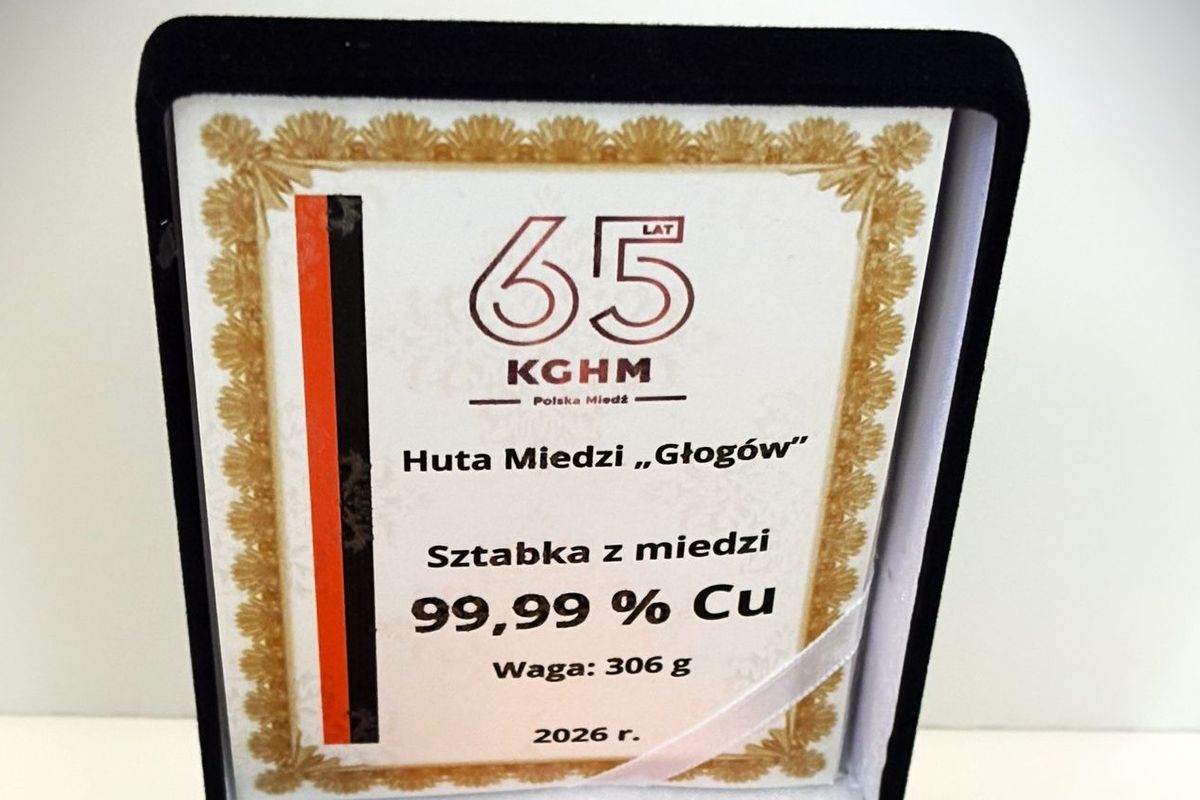 65 LAT
KGHM
Polska Miedź
Huta Miedzi „Głogów”
Sztabka z miedzi
99,99 % Cu
Waga: 306 g
2026 r.